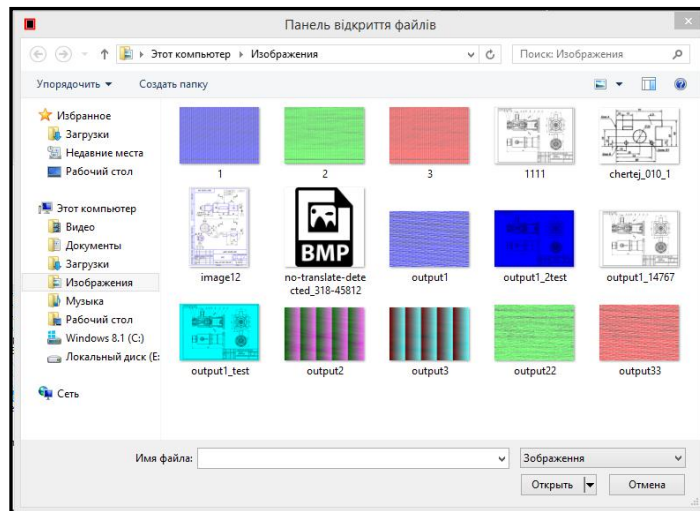 Панель відкриття файлів
Этот компьютер Изображения
Поиск: Изображения
Упорядочить Создать папку
Избранное
Загрузки
Недавние места
Рабочий стол
Этот компьютер
Видео
Документы
Загрузки
Изображения
Музыка
Рабочий стол
Windows 8.1 (C:)
Локальный диск (E:
Сеть
1
2
3
1111
chertej_010_1
image12
BMP
no-translate-dete
cted_318-45812
output1
output1_2test
output1_14767
output1_test
output2
output3
output22
output33
Имя файла:
Зображення
Открыть
Отмена